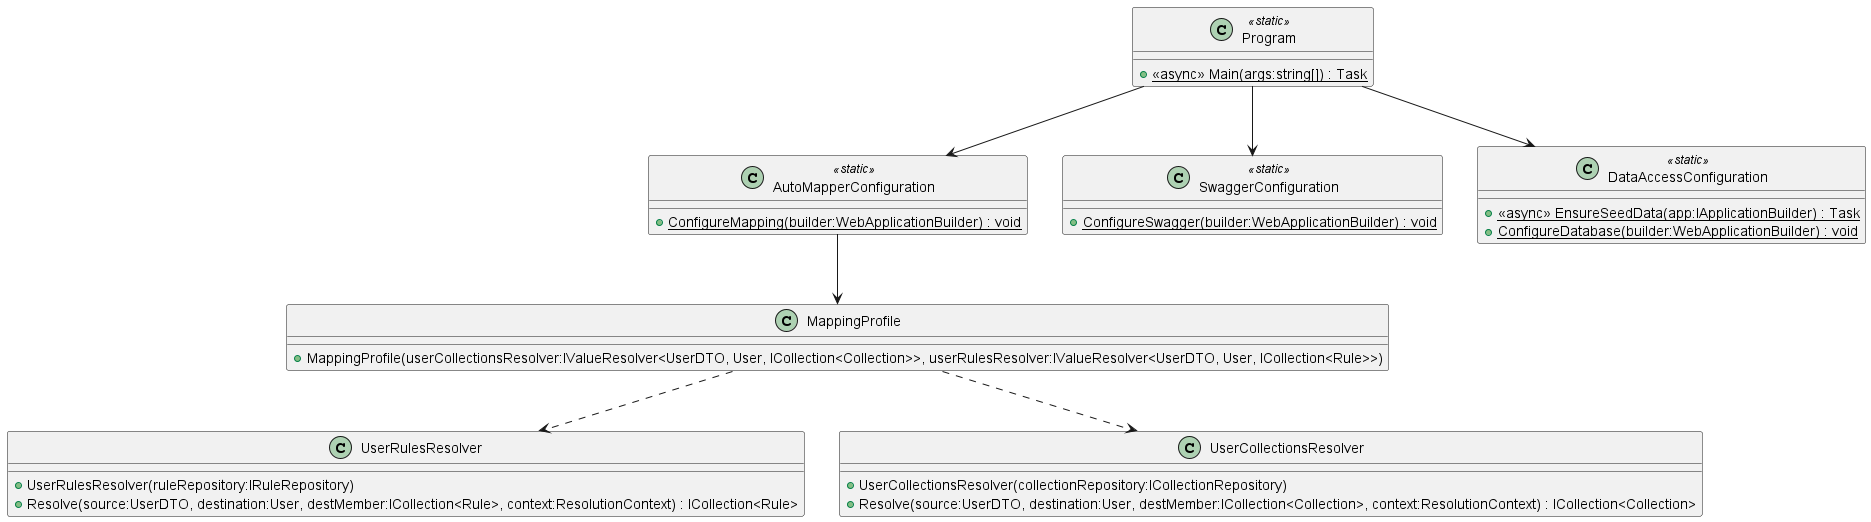 C «static»
Program
«async» Main(args:string[]) : Task
C «static»
AutoMapperConfiguration
ConfigureMapping(builder:WebApplicationBuilder) : void
C «static»
SwaggerConfiguration
ConfigureSwagger(builder:WebApplicationBuilder) : void
C «static»
DataAccessConfiguration
«async» EnsureSeedData(app:IApplicationBuilder) : Task
ConfigureDatabase(builder:WebApplicationBuilder) : void
C MappingProfile
MappingProfile(userCollectionsResolver:IValueResolver<UserDTO, User, ICollection<Collection>>, userRulesResolver:IValueResolver<UserDTO, User, ICollection<Rule>>)
C UserRulesResolver
UserRulesResolver(ruleRepository:IRuleRepository)
Resolve(source:UserDTO, destination:User, destMember:ICollection<Rule>, context:ResolutionContext) : ICollection<Rule>
C UserCollectionsResolver
UserCollectionsResolver(collectionRepository:ICollectionRepository)
Resolve(source:UserDTO, destination:User, destMember:ICollection<Collection>, context:ResolutionContext) : ICollection<Collection>